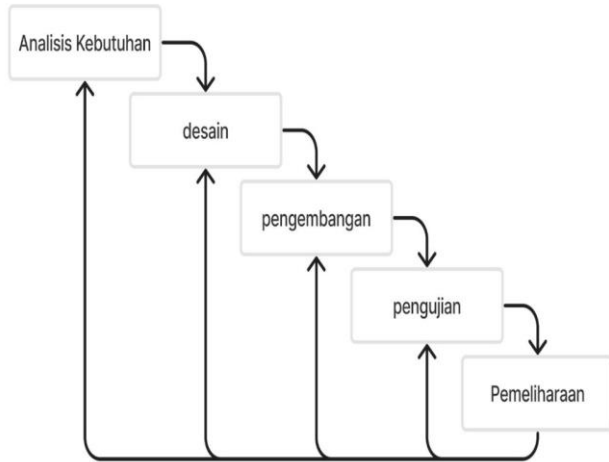 Analisis Kebutuhan
desain
pengembangan
pengujian
Pemeliharaan